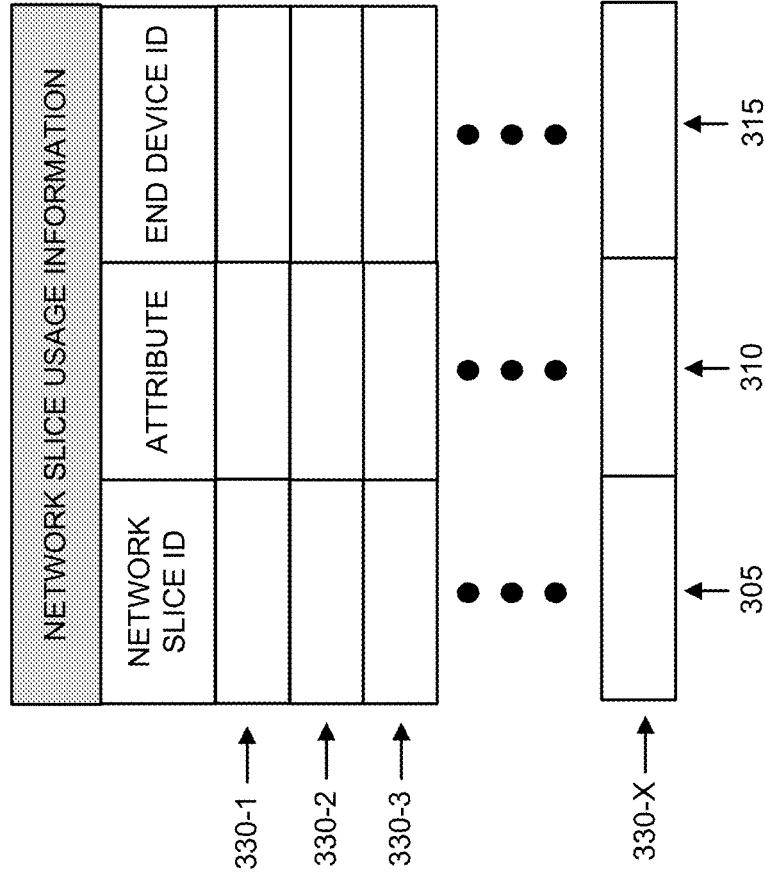 NETWORK SLICE USAGE INFORMATION
NETWORK
SLICE ID
ATTRIBUTE
END DEVICE ID
330-1
330-2
330-3
330-X
305
310
315